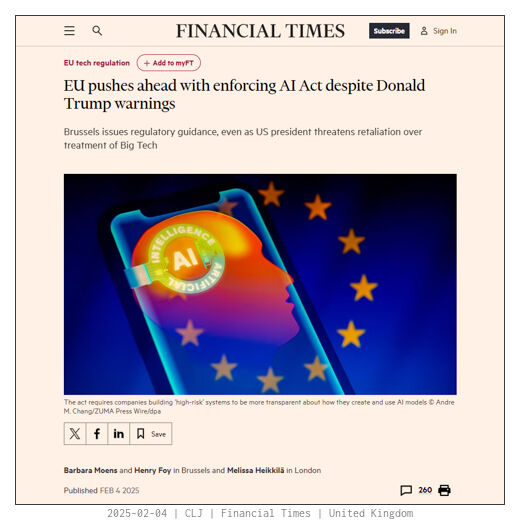 FINANCIAL TIMES
Subscribe
Sign In
EU tech regulation
+ Add to myFT
EU pushes ahead with enforcing AI Act despite Donald
Trump warnings
Brussels issues regulatory guidance, even as US president threatens retaliation over
treatment of Big Tech
INTELLIGENCE
AI
ARTIFICIAL
The act requires companies building ‘high-risk’ systems to be more transparent about how they create and use AI models © Andre
M. Chang/ZUMA Press Wire/dpa
X
f
in
Save
Barbara Moens and Henry Foy in Brussels and Melissa Heikkilä in London
Published FEB 4 2025
260
2025-02-04 | CLJ | Financial Times | United Kingdom